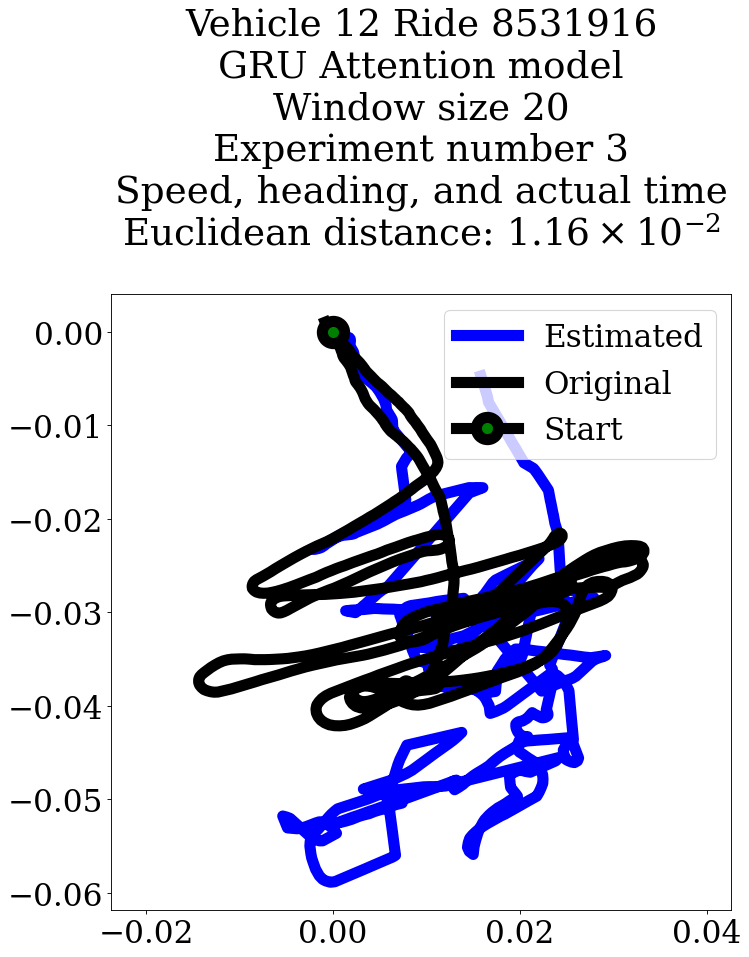 Vehicle 12 Ride 8531916
GRU Attention model
Window size 20
Experiment number 3
Speed, heading, and actual time
Euclidean distance: 1.16 × 10⁻²
Estimated
Original
Start
0.00
−0.01
−0.02
−0.03
−0.04
−0.05
−0.06
−0.02
0.00
0.02
0.04